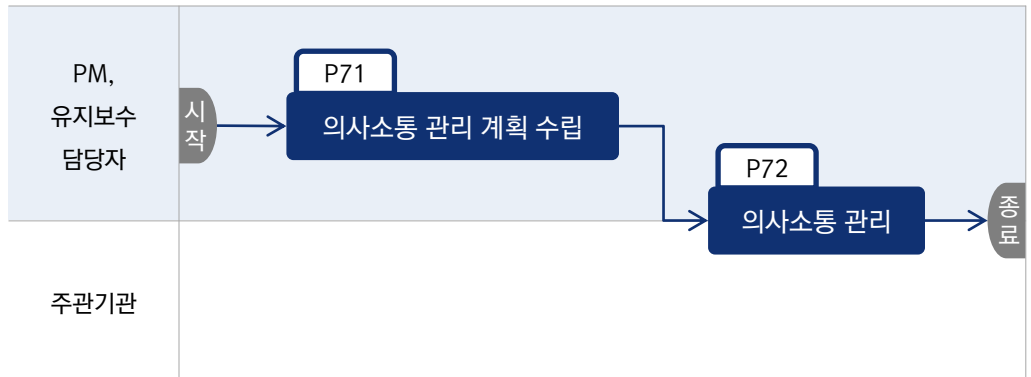 PM,
유지보수
담당자
시
작
P71
의사소통 관리 계획 수립
P72
의사소통 관리
종
료
주관기관